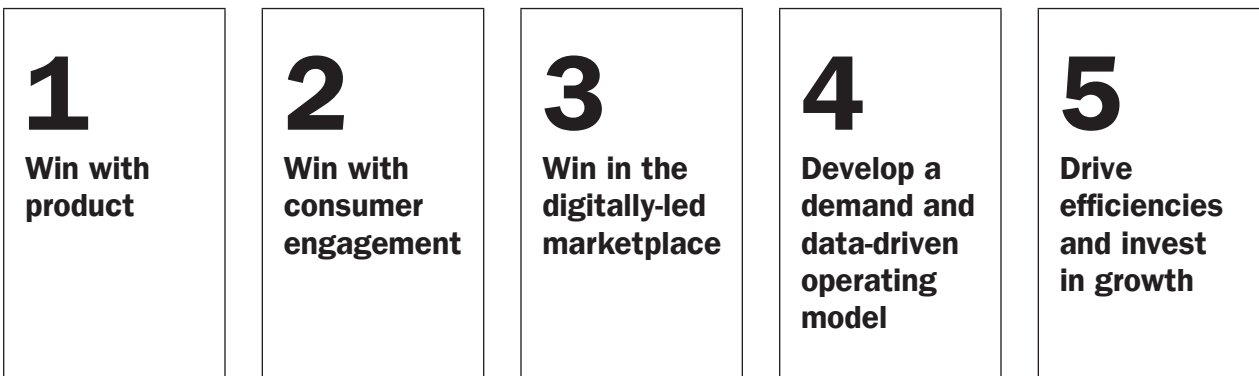 1
Win with
product
2
Win with
consumer
engagement
3
Win in the
digitally-led
marketplace
4
Develop a
demand and
data-driven
operating
model
5
Drive
efficiencies
and invest
in growth